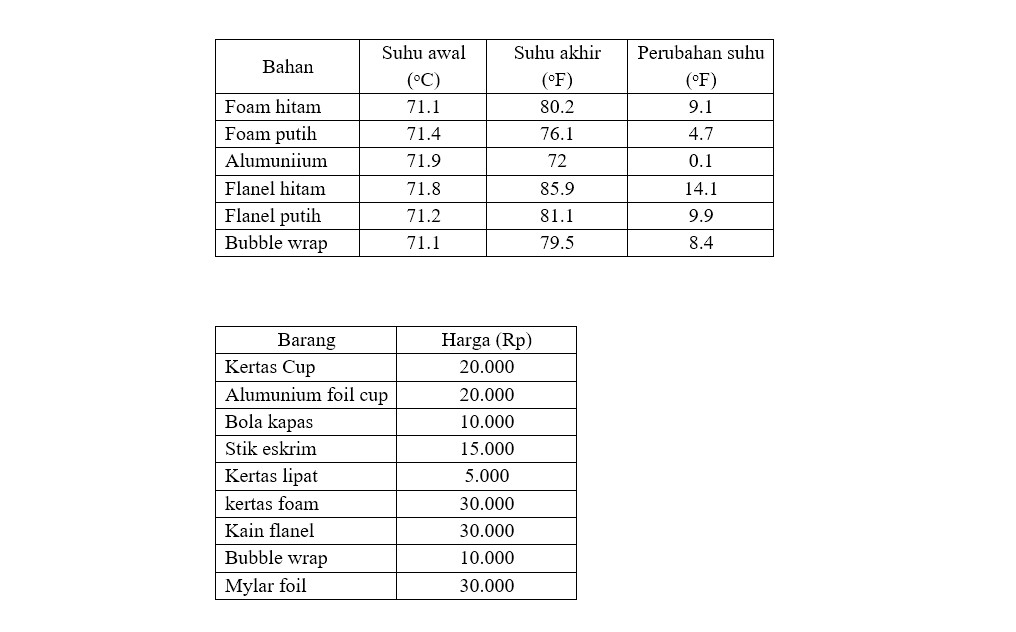 Bahan Suhu awal (°C) Suhu akhir (°F) Perubahan suhu (°F)
Foam hitam 71.1 80.2 9.1
Foam putih 71.4 76.1 4.7
Alumuniium 71.9 72 0.1
Flanel hitam 71.8 85.9 14.1
Flanel putih 71.2 81.1 9.9
Bubble wrap 71.1 79.5 8.4
Barang Harga (Rp)
Kertas Cup 20.000
Alumunium foil cup 20.000
Bola kapas 10.000
Stik eskrim 15.000
Kertas lipat 5.000
kertas foam 30.000
Kain flanel 30.000
Bubble wrap 10.000
Mylar foil 30.000